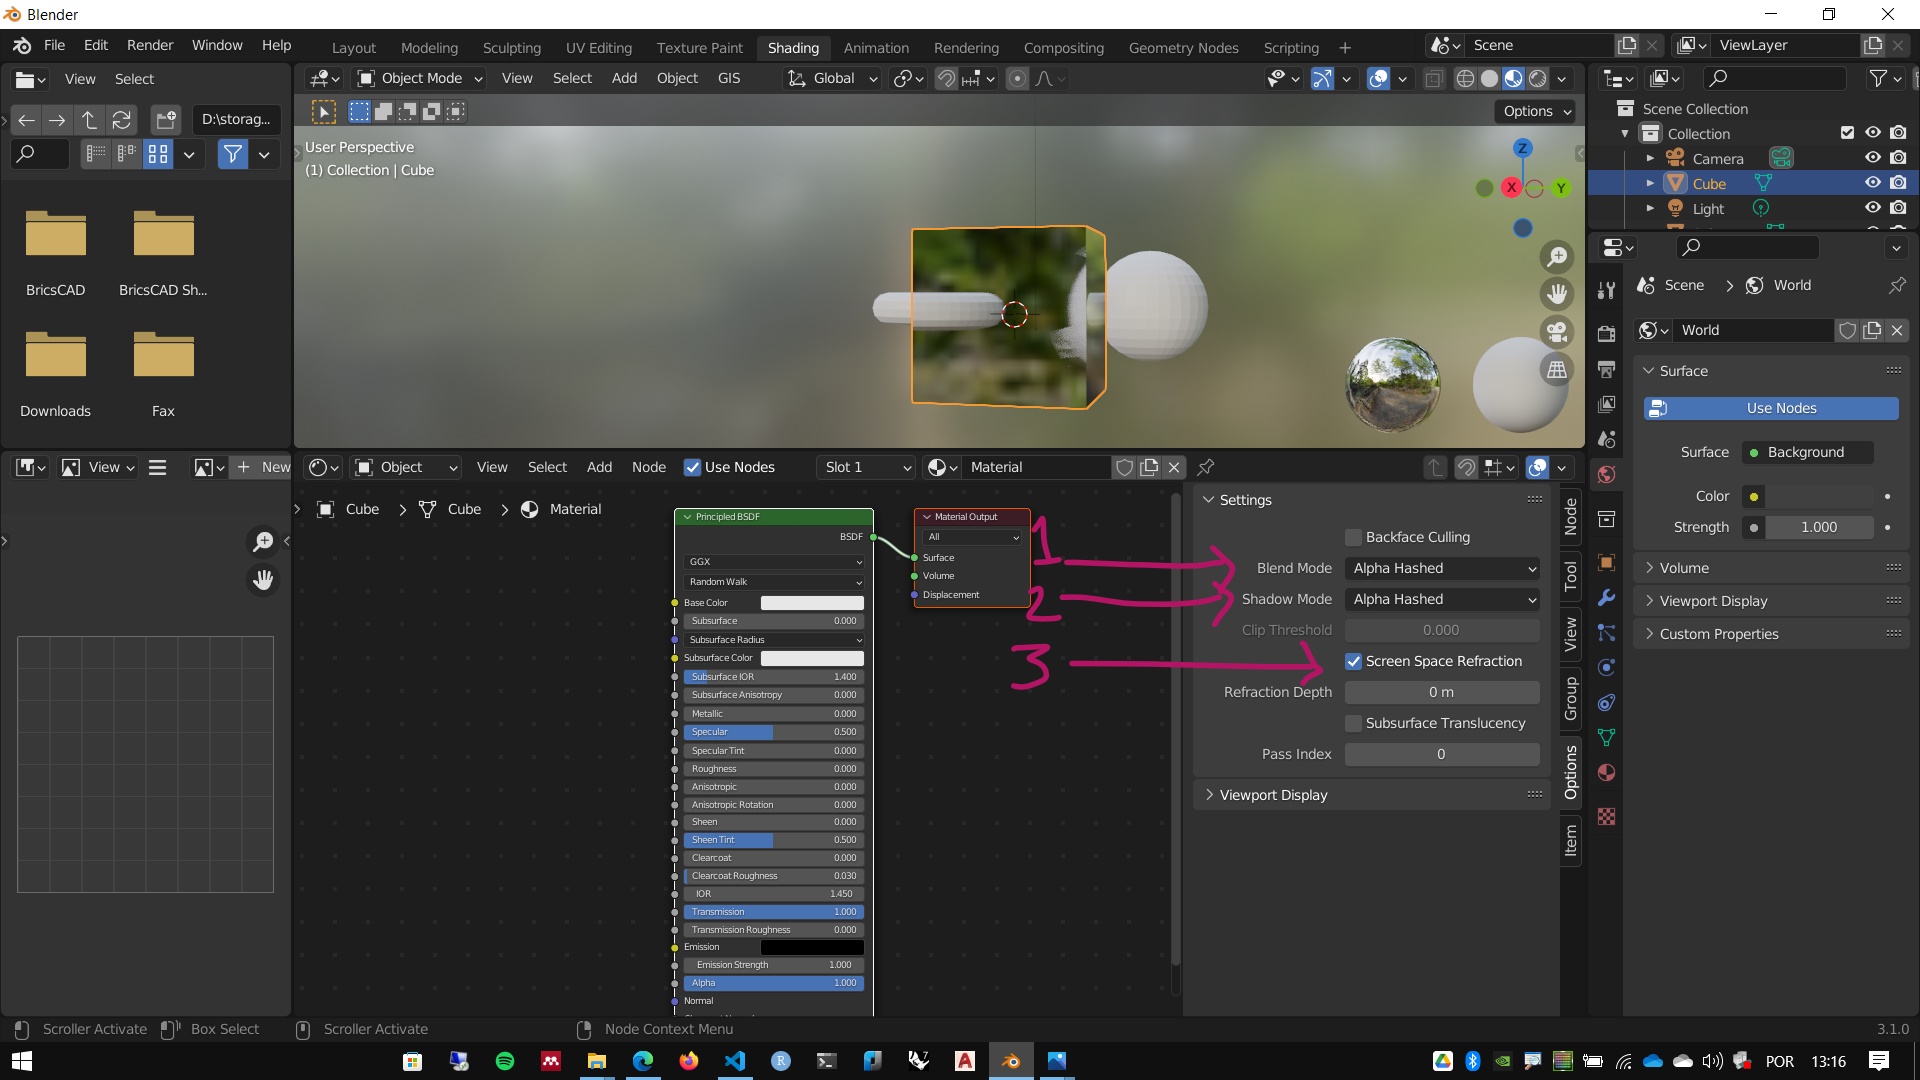 Blender
File Edit Render Window Help
Layout Modeling Sculpting UV Editing Texture Paint Shading Animation Rendering Compositing Geometry Nodes Scripting +
Scene
ViewLayer
View Select
D:\storag...
BricsCAD
BricsCAD Sh...
Downloads
Fax
Object Mode View Select Add Object GIS
Global
Options
User Perspective
(1) Collection | Cube
Z
X
Y
Scene Collection
Collection
Camera
Cube
Light
Scene > World
World
Surface
Use Nodes
Surface Background
Color
Strength 1.000
Volume
Viewport Display
Custom Properties
View
+ New
Object View Select Add Node Use Nodes Slot 1 Material
Cube > Cube > Material
Principled BSDF
BSDF
GGX
Random Walk
Base Color
Subsurface 0.000
Subsurface Radius
Subsurface Color
Subsurface IOR 1.400
Subsurface Anisotropy 0.000
Metallic 0.000
Specular 0.500
Specular Tint 0.000
Roughness 0.000
Anisotropic 0.000
Anisotropic Rotation 0.000
Sheen 0.000
Sheen Tint 0.500
Clearcoat 0.000
Clearcoat Roughness 0.030
IOR 1.450
Transmission 1.000
Transmission Roughness 0.000
Emission
Emission Strength 1.000
Alpha 1.000
Normal
Material Output
All
Surface
Volume
Displacement
1
2
3
Settings
Backface Culling
Blend Mode Alpha Hashed
Shadow Mode Alpha Hashed
Clip Threshold 0.000
Screen Space Refraction
Refraction Depth 0 m
Subsurface Translucency
Pass Index 0
Viewport Display
Node
Tool
View
Group
Options
Item
Scroller Activate Box Select Scroller Activate Node Context Menu 3.1.0
POR 13:16